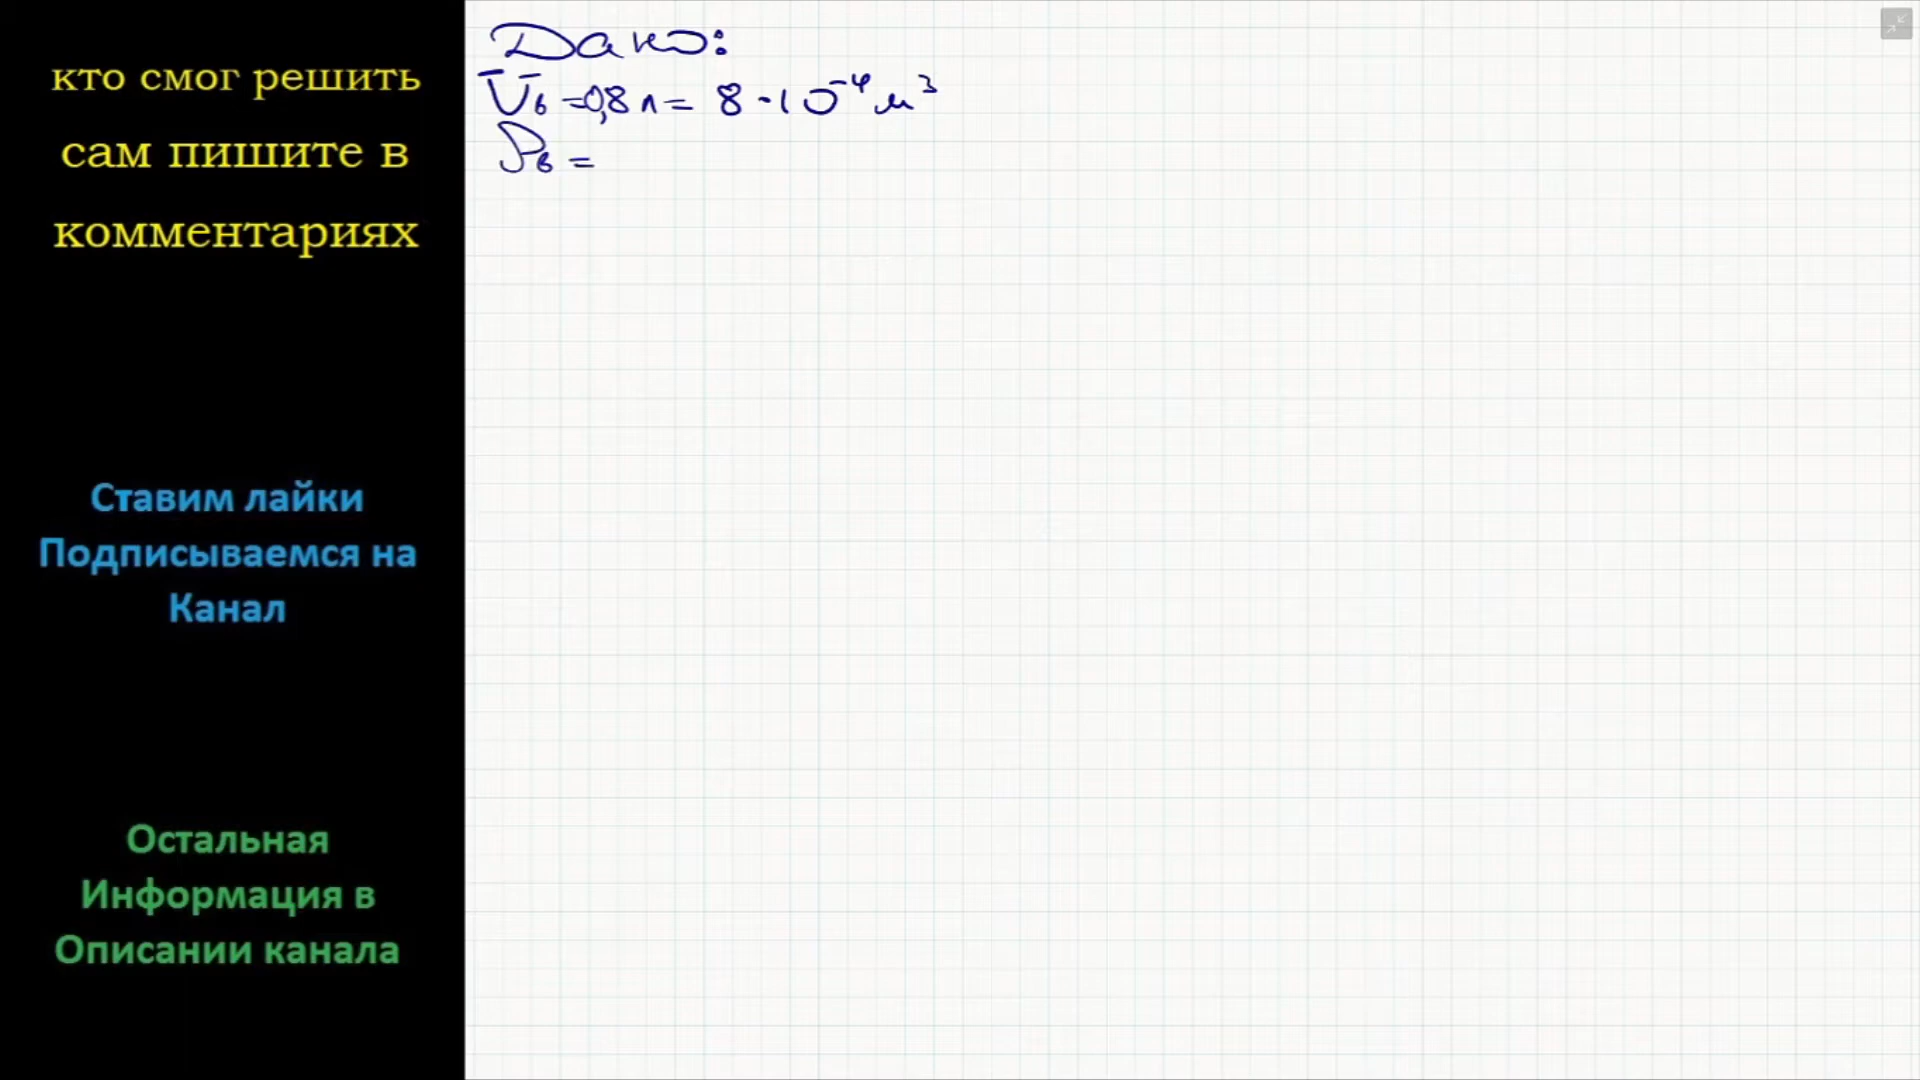 кто смог решить
сам пишите в
комментариях
Ставим лайки
Подписываемся на
Канал
Остальная
Информация в
Описании канала
Дано:
Vв =0,8 л = 8 · 10⁻⁴ м³
ρв =